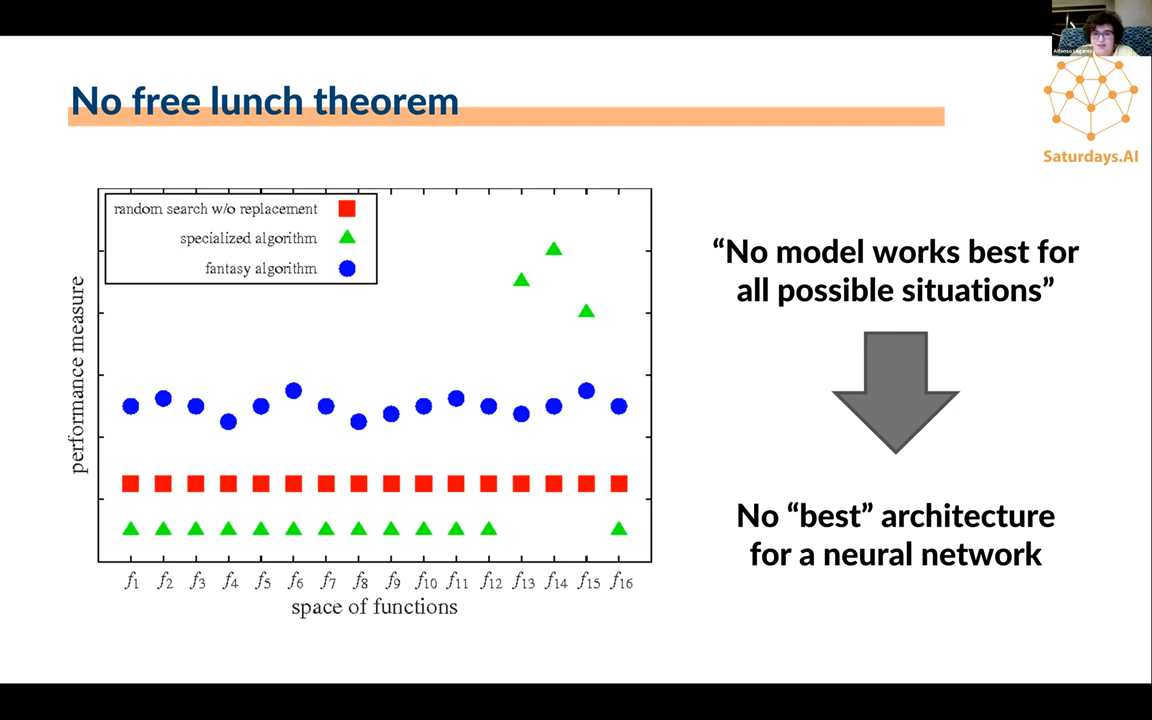 Alfonso Lagares
No free lunch theorem
Saturdays.AI
random search w/o replacement
specialized algorithm
fantasy algorithm
performance measure
f1 f2 f3 f4 f5 f6 f7 f8 f9 f10 f11 f12 f13 f14 f15 f16
space of functions
“No model works best for
all possible situations”
No “best” architecture
for a neural network